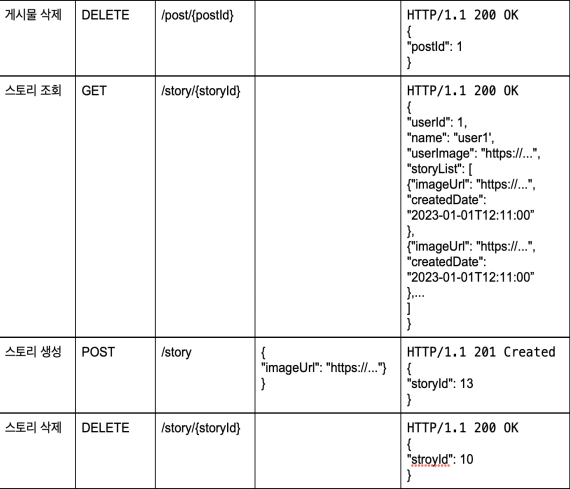 게시물 삭제 DELETE /post/{postId} HTTP/1.1 200 OK
{
"postId": 1
}
스토리 조회 GET /story/{storyId} HTTP/1.1 200 OK
{
"userId": 1,
"name": "user1',
"userImage": "https://...",
"storyList": [
{"imageUrl": "https://...",
"createdDate":
"2023-01-01T12:11:00”
},
{"imageUrl": "https://...",
"createdDate":
"2023-01-01T12:11:00”
},...
]
}
스토리 생성 POST /story { HTTP/1.1 201 Created
"imageUrl": "https://..."} {
} "storyId": 13
}
스토리 삭제 DELETE /story/{storyId} HTTP/1.1 200 OK
{
"stroyId": 10
}